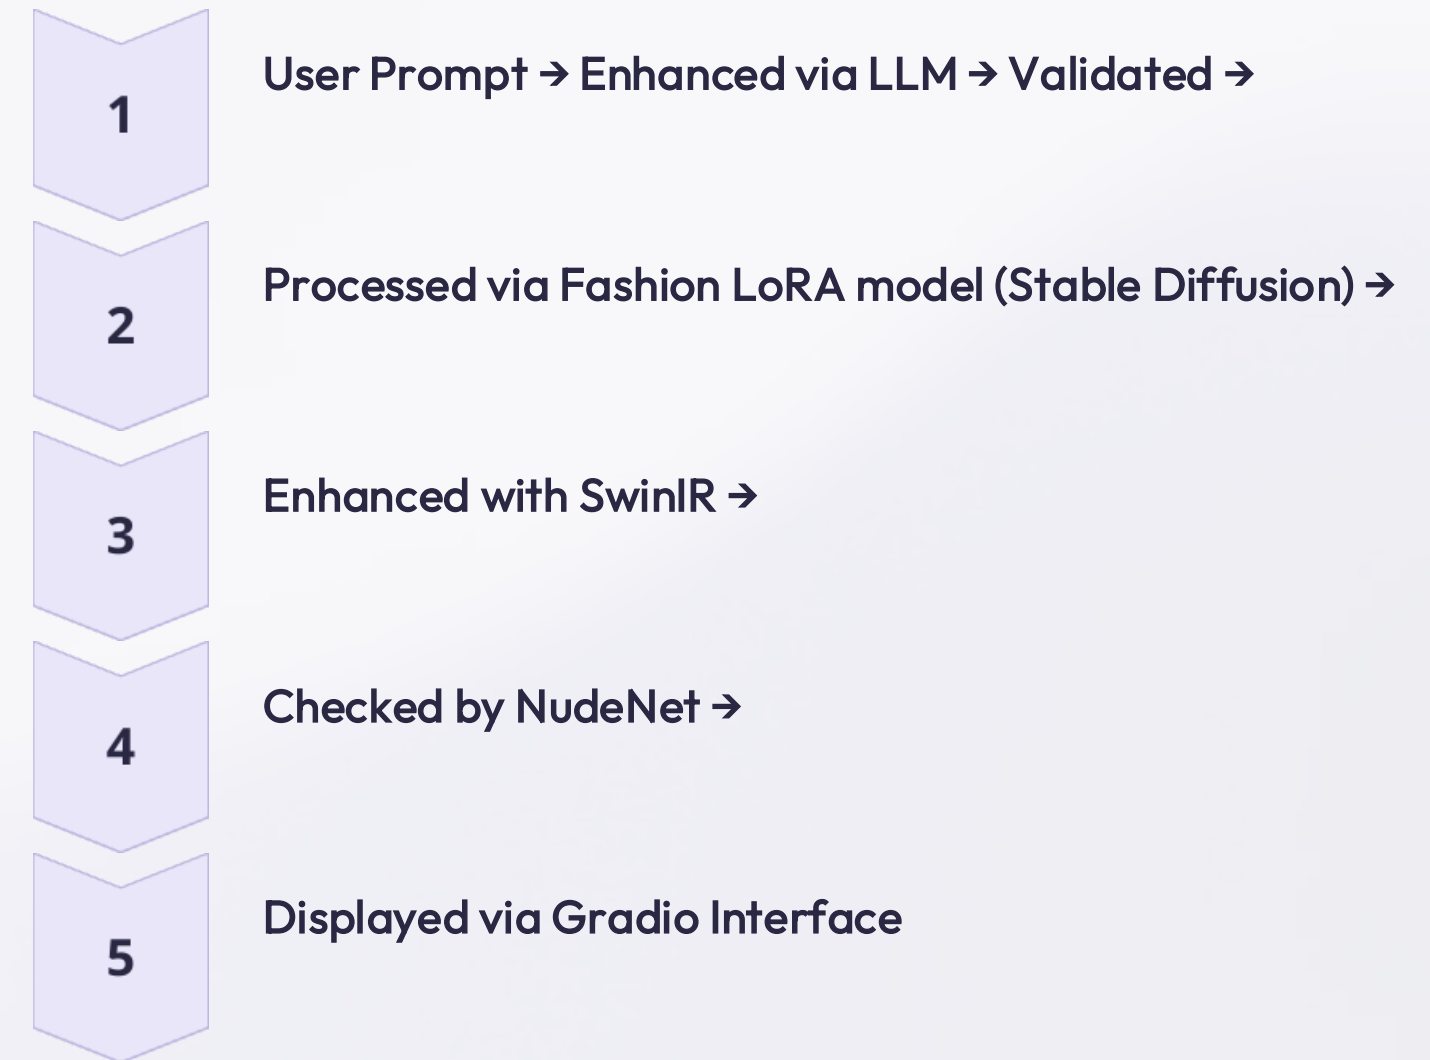 1
User Prompt → Enhanced via LLM → Validated →
2
Processed via Fashion LoRA model (Stable Diffusion) →
3
Enhanced with SwinIR →
4
Checked by NudeNet →
5
Displayed via Gradio Interface